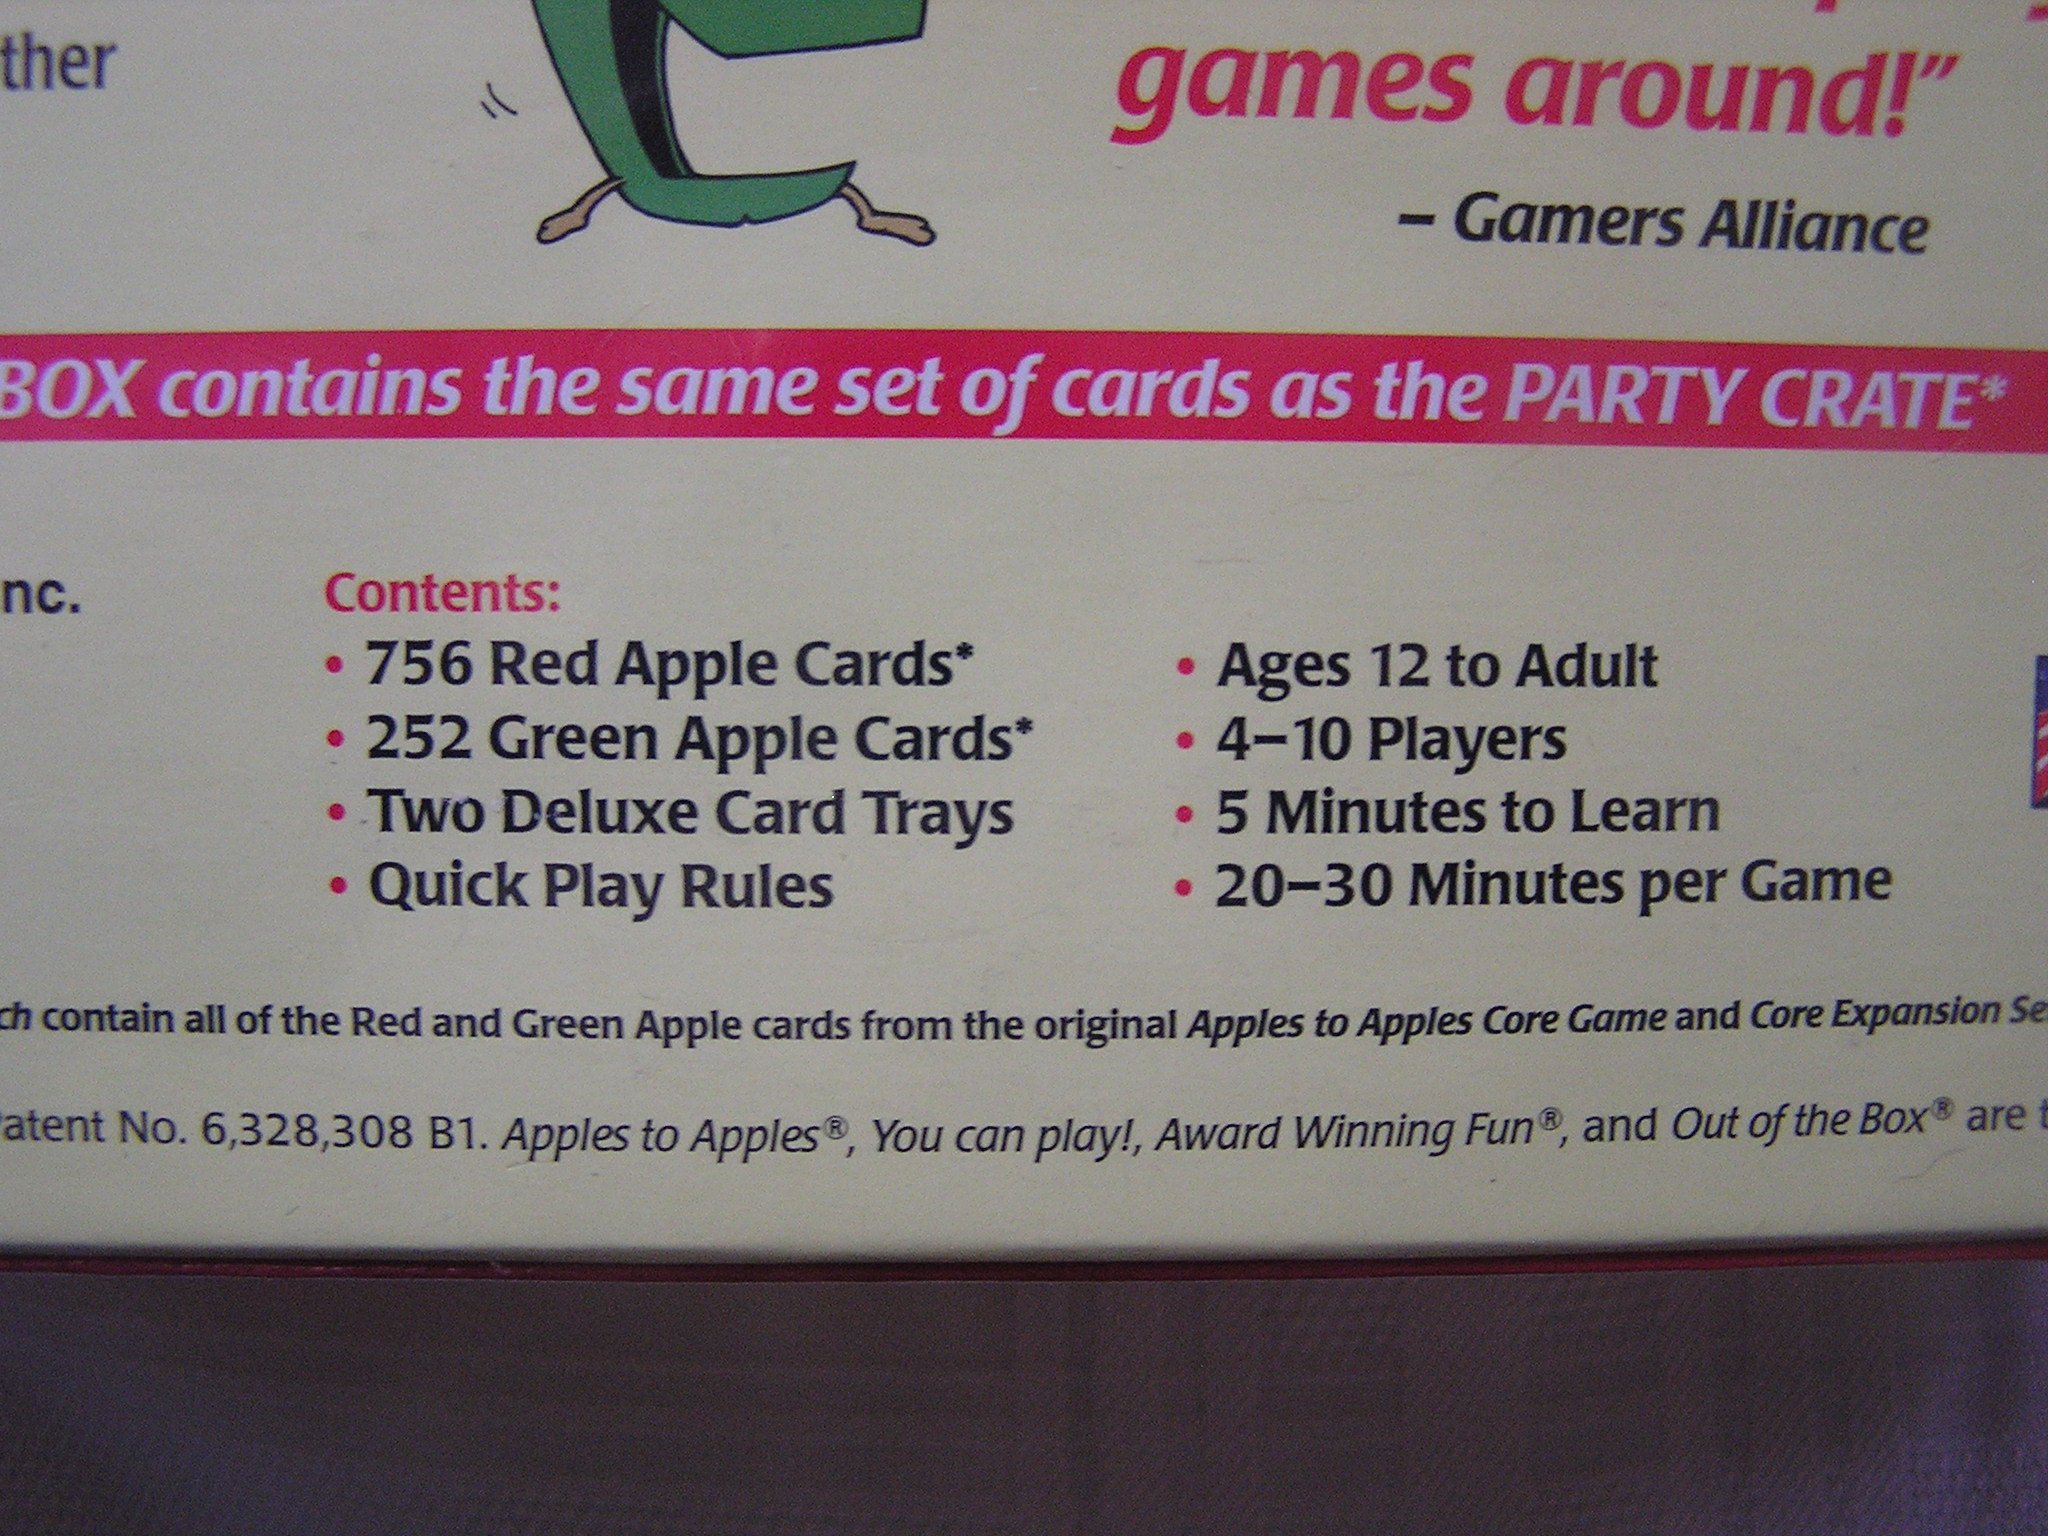 ther
games around!"
– Gamers Alliance
BOX contains the same set of cards as the PARTY CRATE*
nc.
Contents:
• 756 Red Apple Cards*
• 252 Green Apple Cards*
• Two Deluxe Card Trays
• Quick Play Rules
• Ages 12 to Adult
• 4–10 Players
• 5 Minutes to Learn
• 20–30 Minutes per Game
ch contain all of the Red and Green Apple cards from the original Apples to Apples Core Game and Core Expansion Se
Patent No. 6,328,308 B1. Apples to Apples®, You can play!, Award Winning Fun®, and Out of the Box® are t